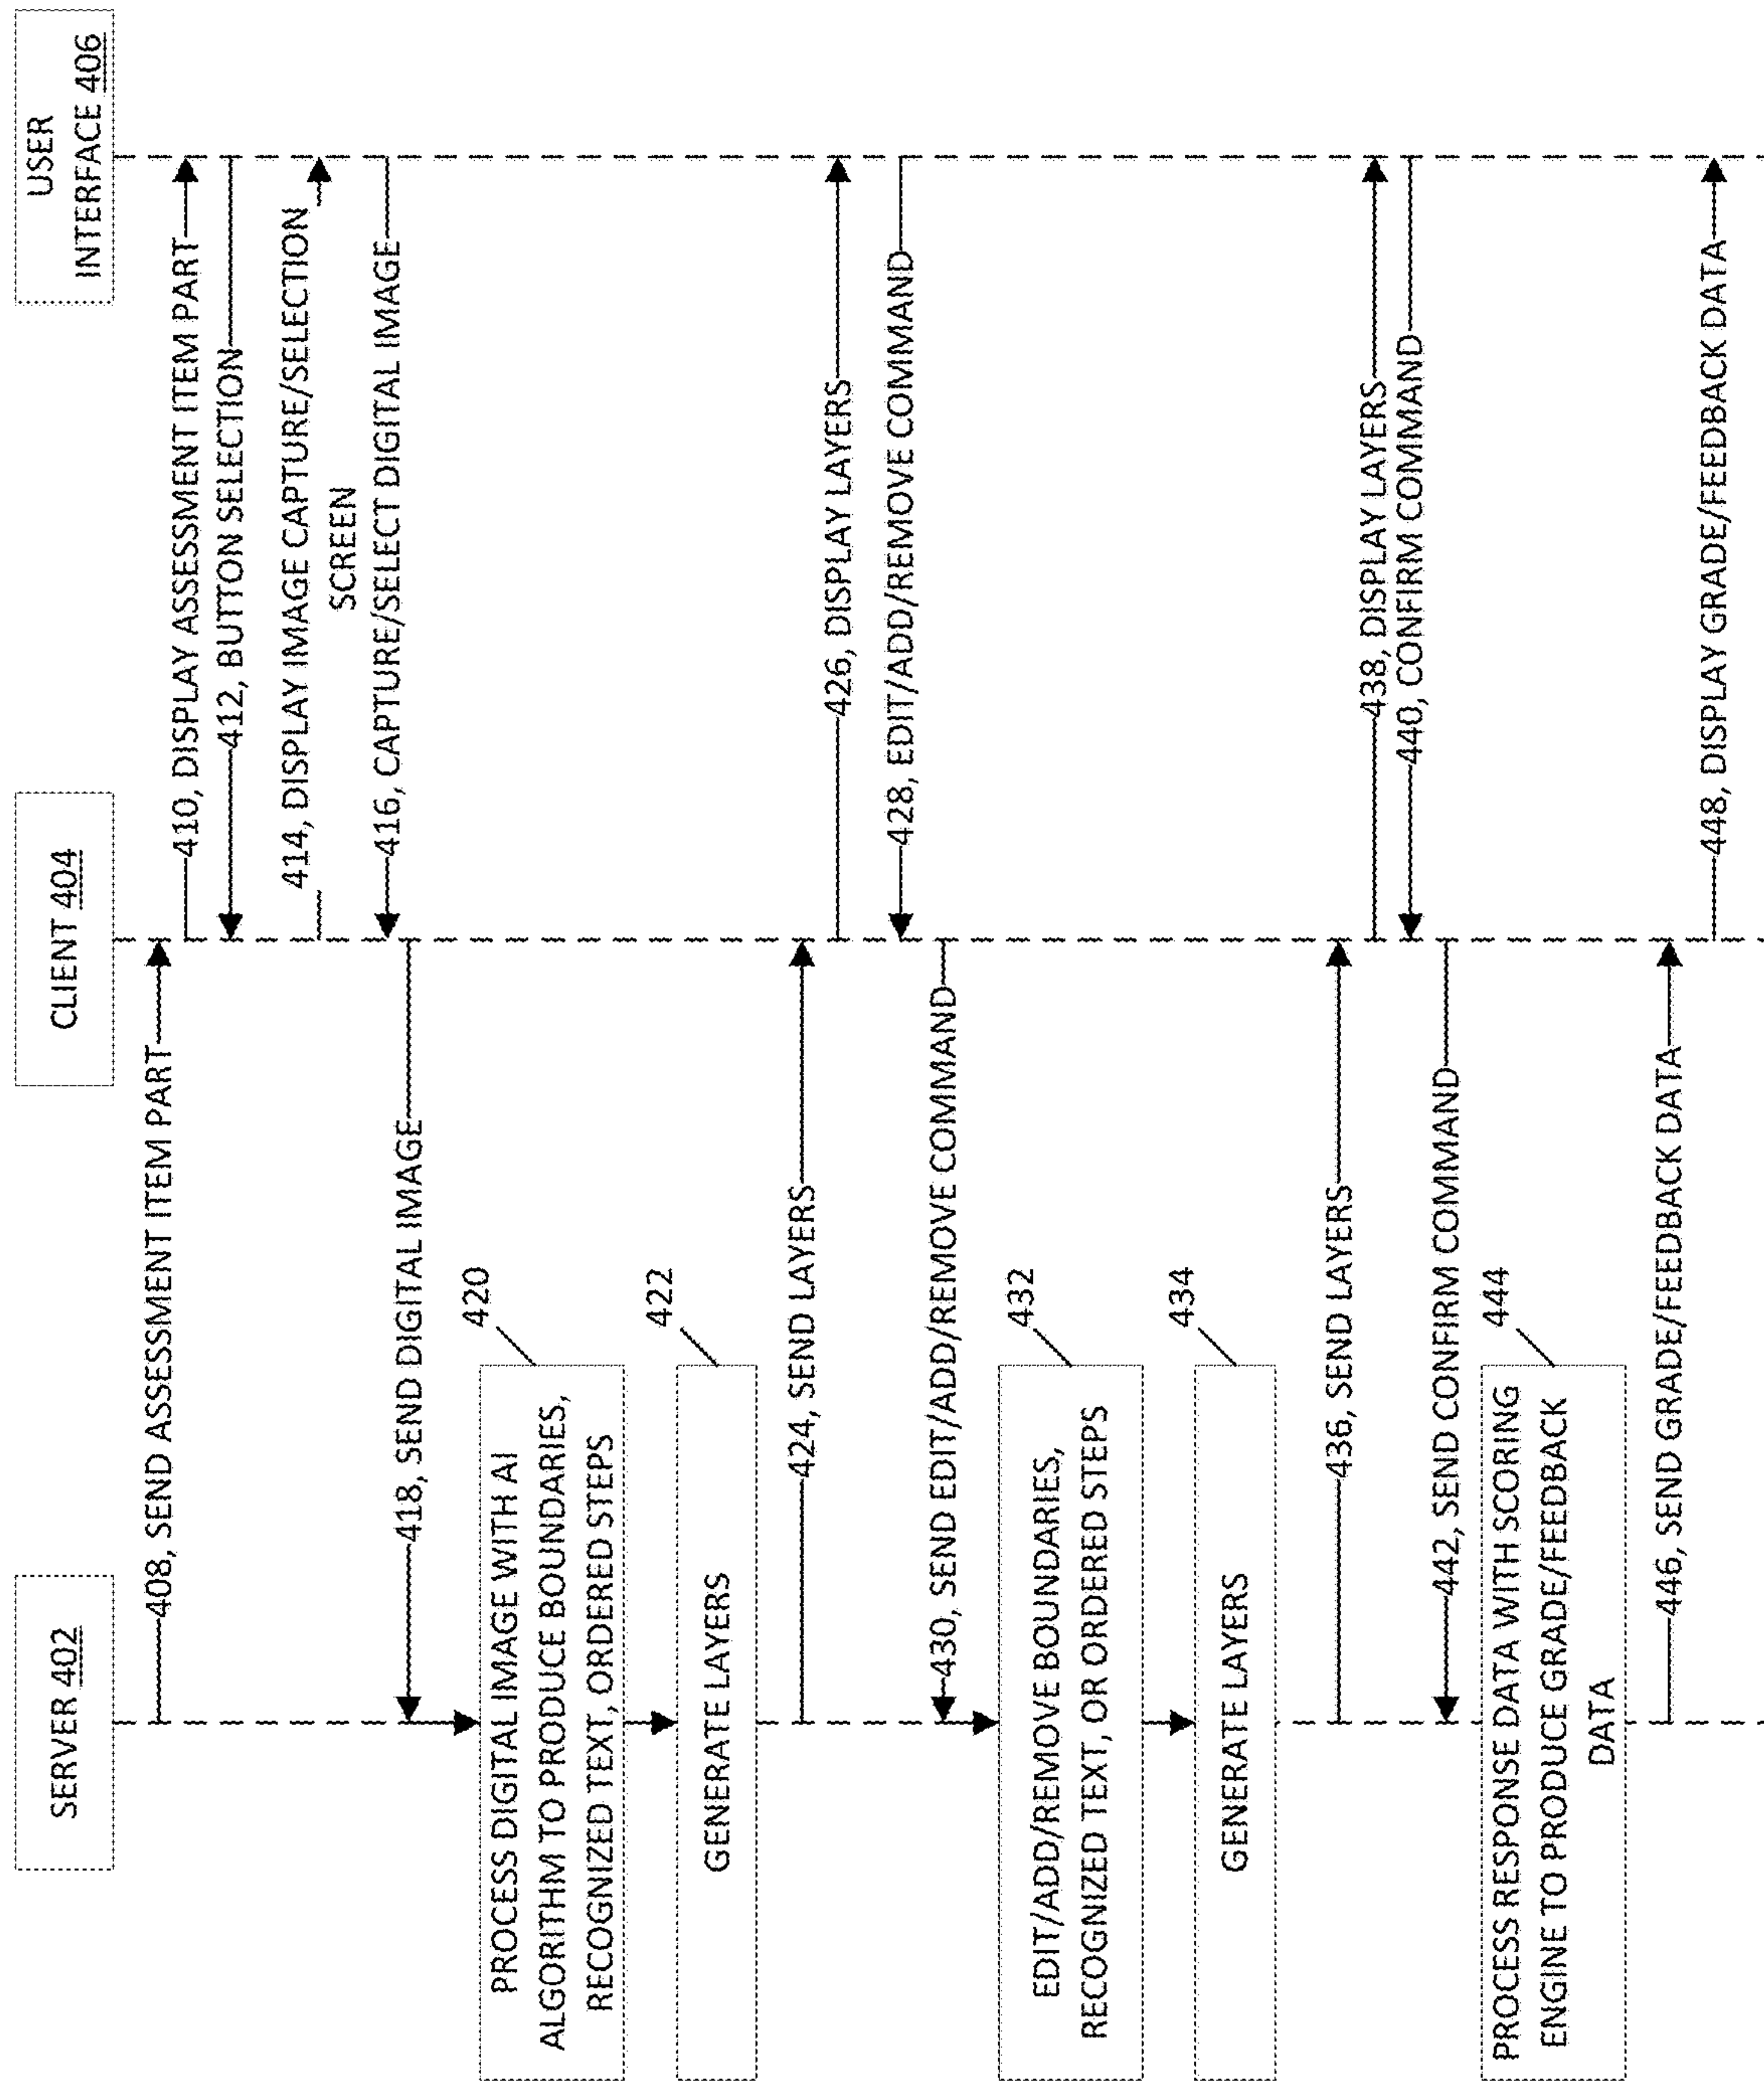 SERVER 402
CLIENT 404
USER
INTERFACE 406
408, SEND ASSESSMENT ITEM PART
410, DISPLAY ASSESSMENT ITEM PART
412, BUTTON SELECTION
414, DISPLAY IMAGE CAPTURE/SELECTION
SCREEN
416, CAPTURE/SELECT DIGITAL IMAGE
418, SEND DIGITAL IMAGE
420
PROCESS DIGITAL IMAGE WITH AI
ALGORITHM TO PRODUCE BOUNDARIES,
RECOGNIZED TEXT, ORDERED STEPS
422
GENERATE LAYERS
424, SEND LAYERS
426, DISPLAY LAYERS
428, EDIT/ADD/REMOVE COMMAND
430, SEND EDIT/ADD/REMOVE COMMAND
432
EDIT/ADD/REMOVE BOUNDARIES,
RECOGNIZED TEXT, OR ORDERED STEPS
434
GENERATE LAYERS
436, SEND LAYERS
438, DISPLAY LAYERS
440, CONFIRM COMMAND
442, SEND CONFIRM COMMAND
444
PROCESS RESPONSE DATA WITH SCORING
ENGINE TO PRODUCE GRADE/FEEDBACK
DATA
446, SEND GRADE/FEEDBACK DATA
448, DISPLAY GRADE/FEEDBACK DATA